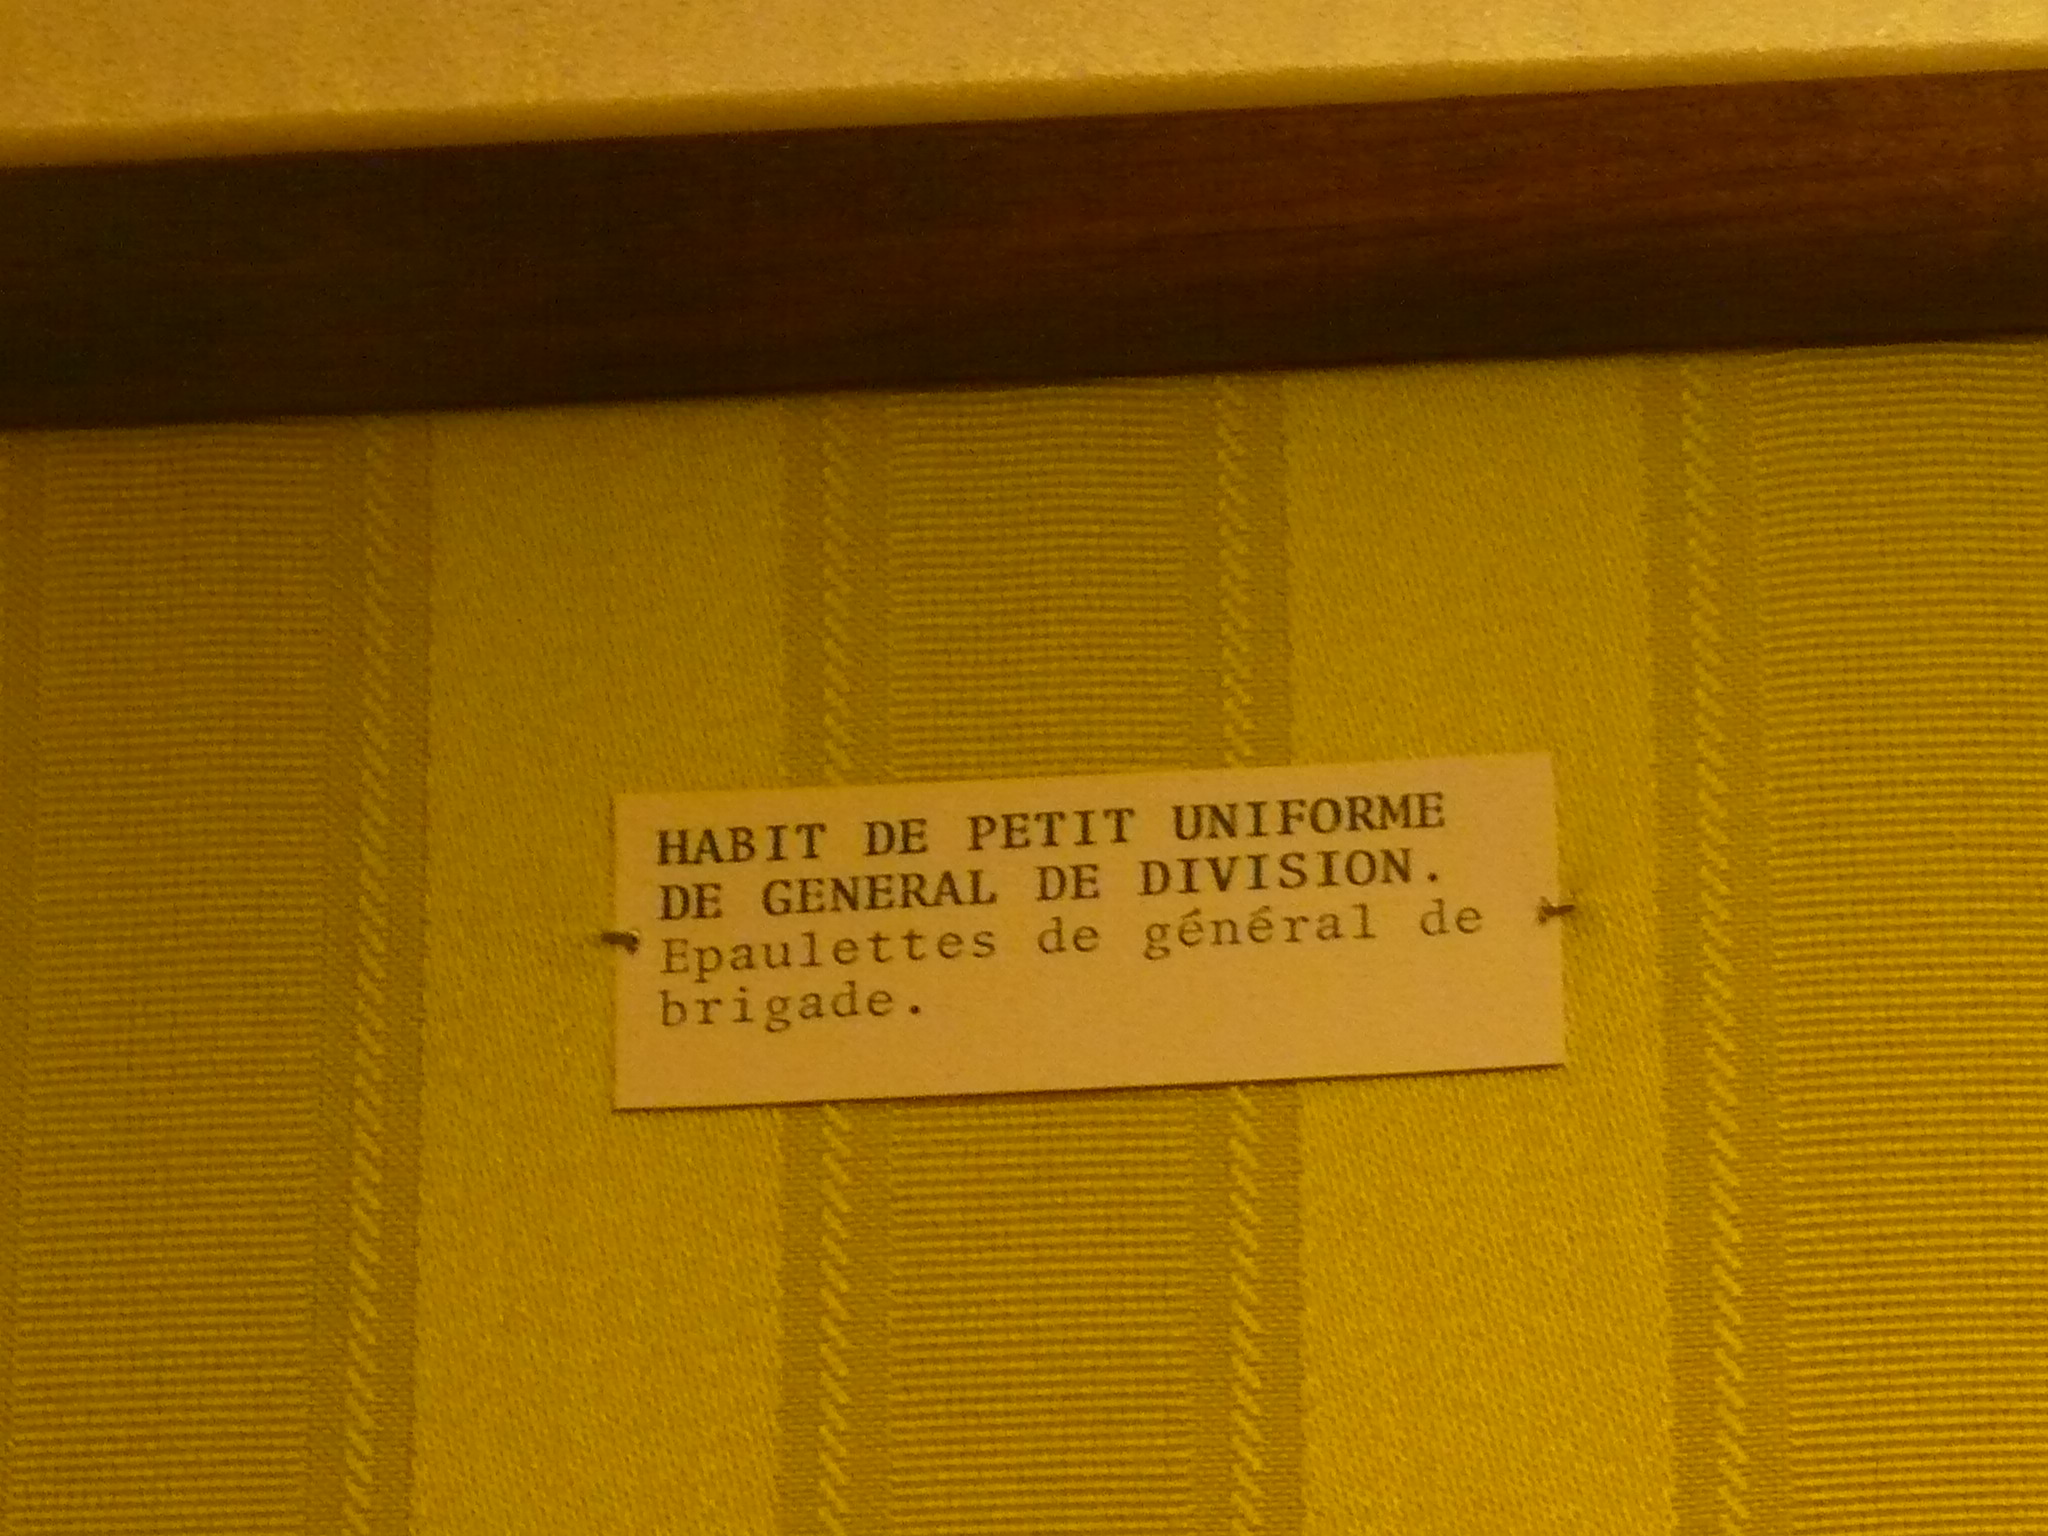 HABIT DE PETIT UNIFORME
DE GENERAL DE DIVISION.
Epaulettes de général de
brigade.